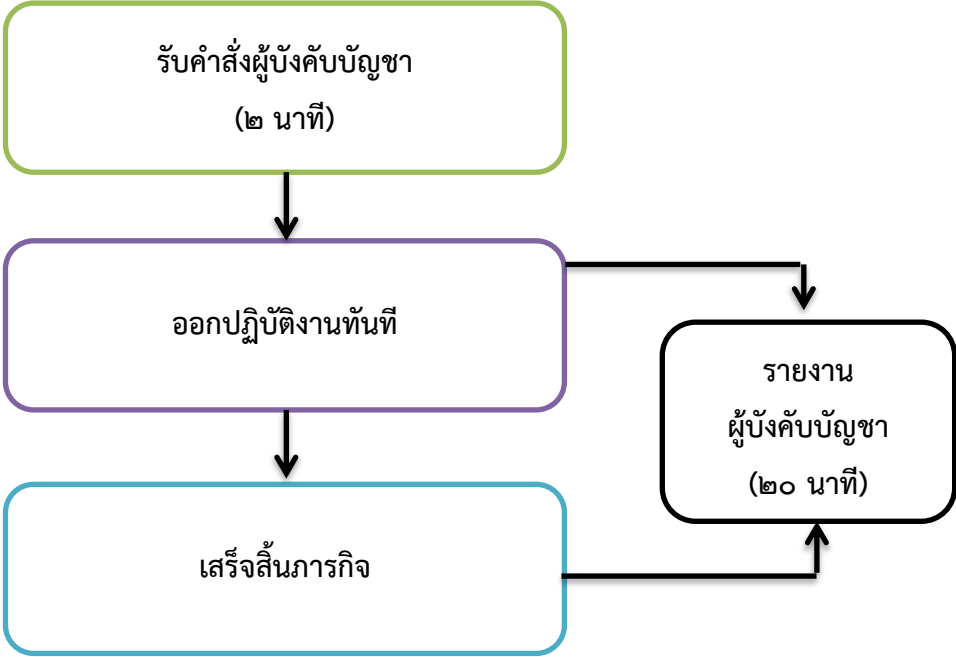 รับคำสั่งผู้บังคับบัญชา
(๒ นาที)
ออกปฏิบัติงานทันที
รายงาน
ผู้บังคับบัญชา
(๒๐ นาที)
เสร็จสิ้นภารกิจ